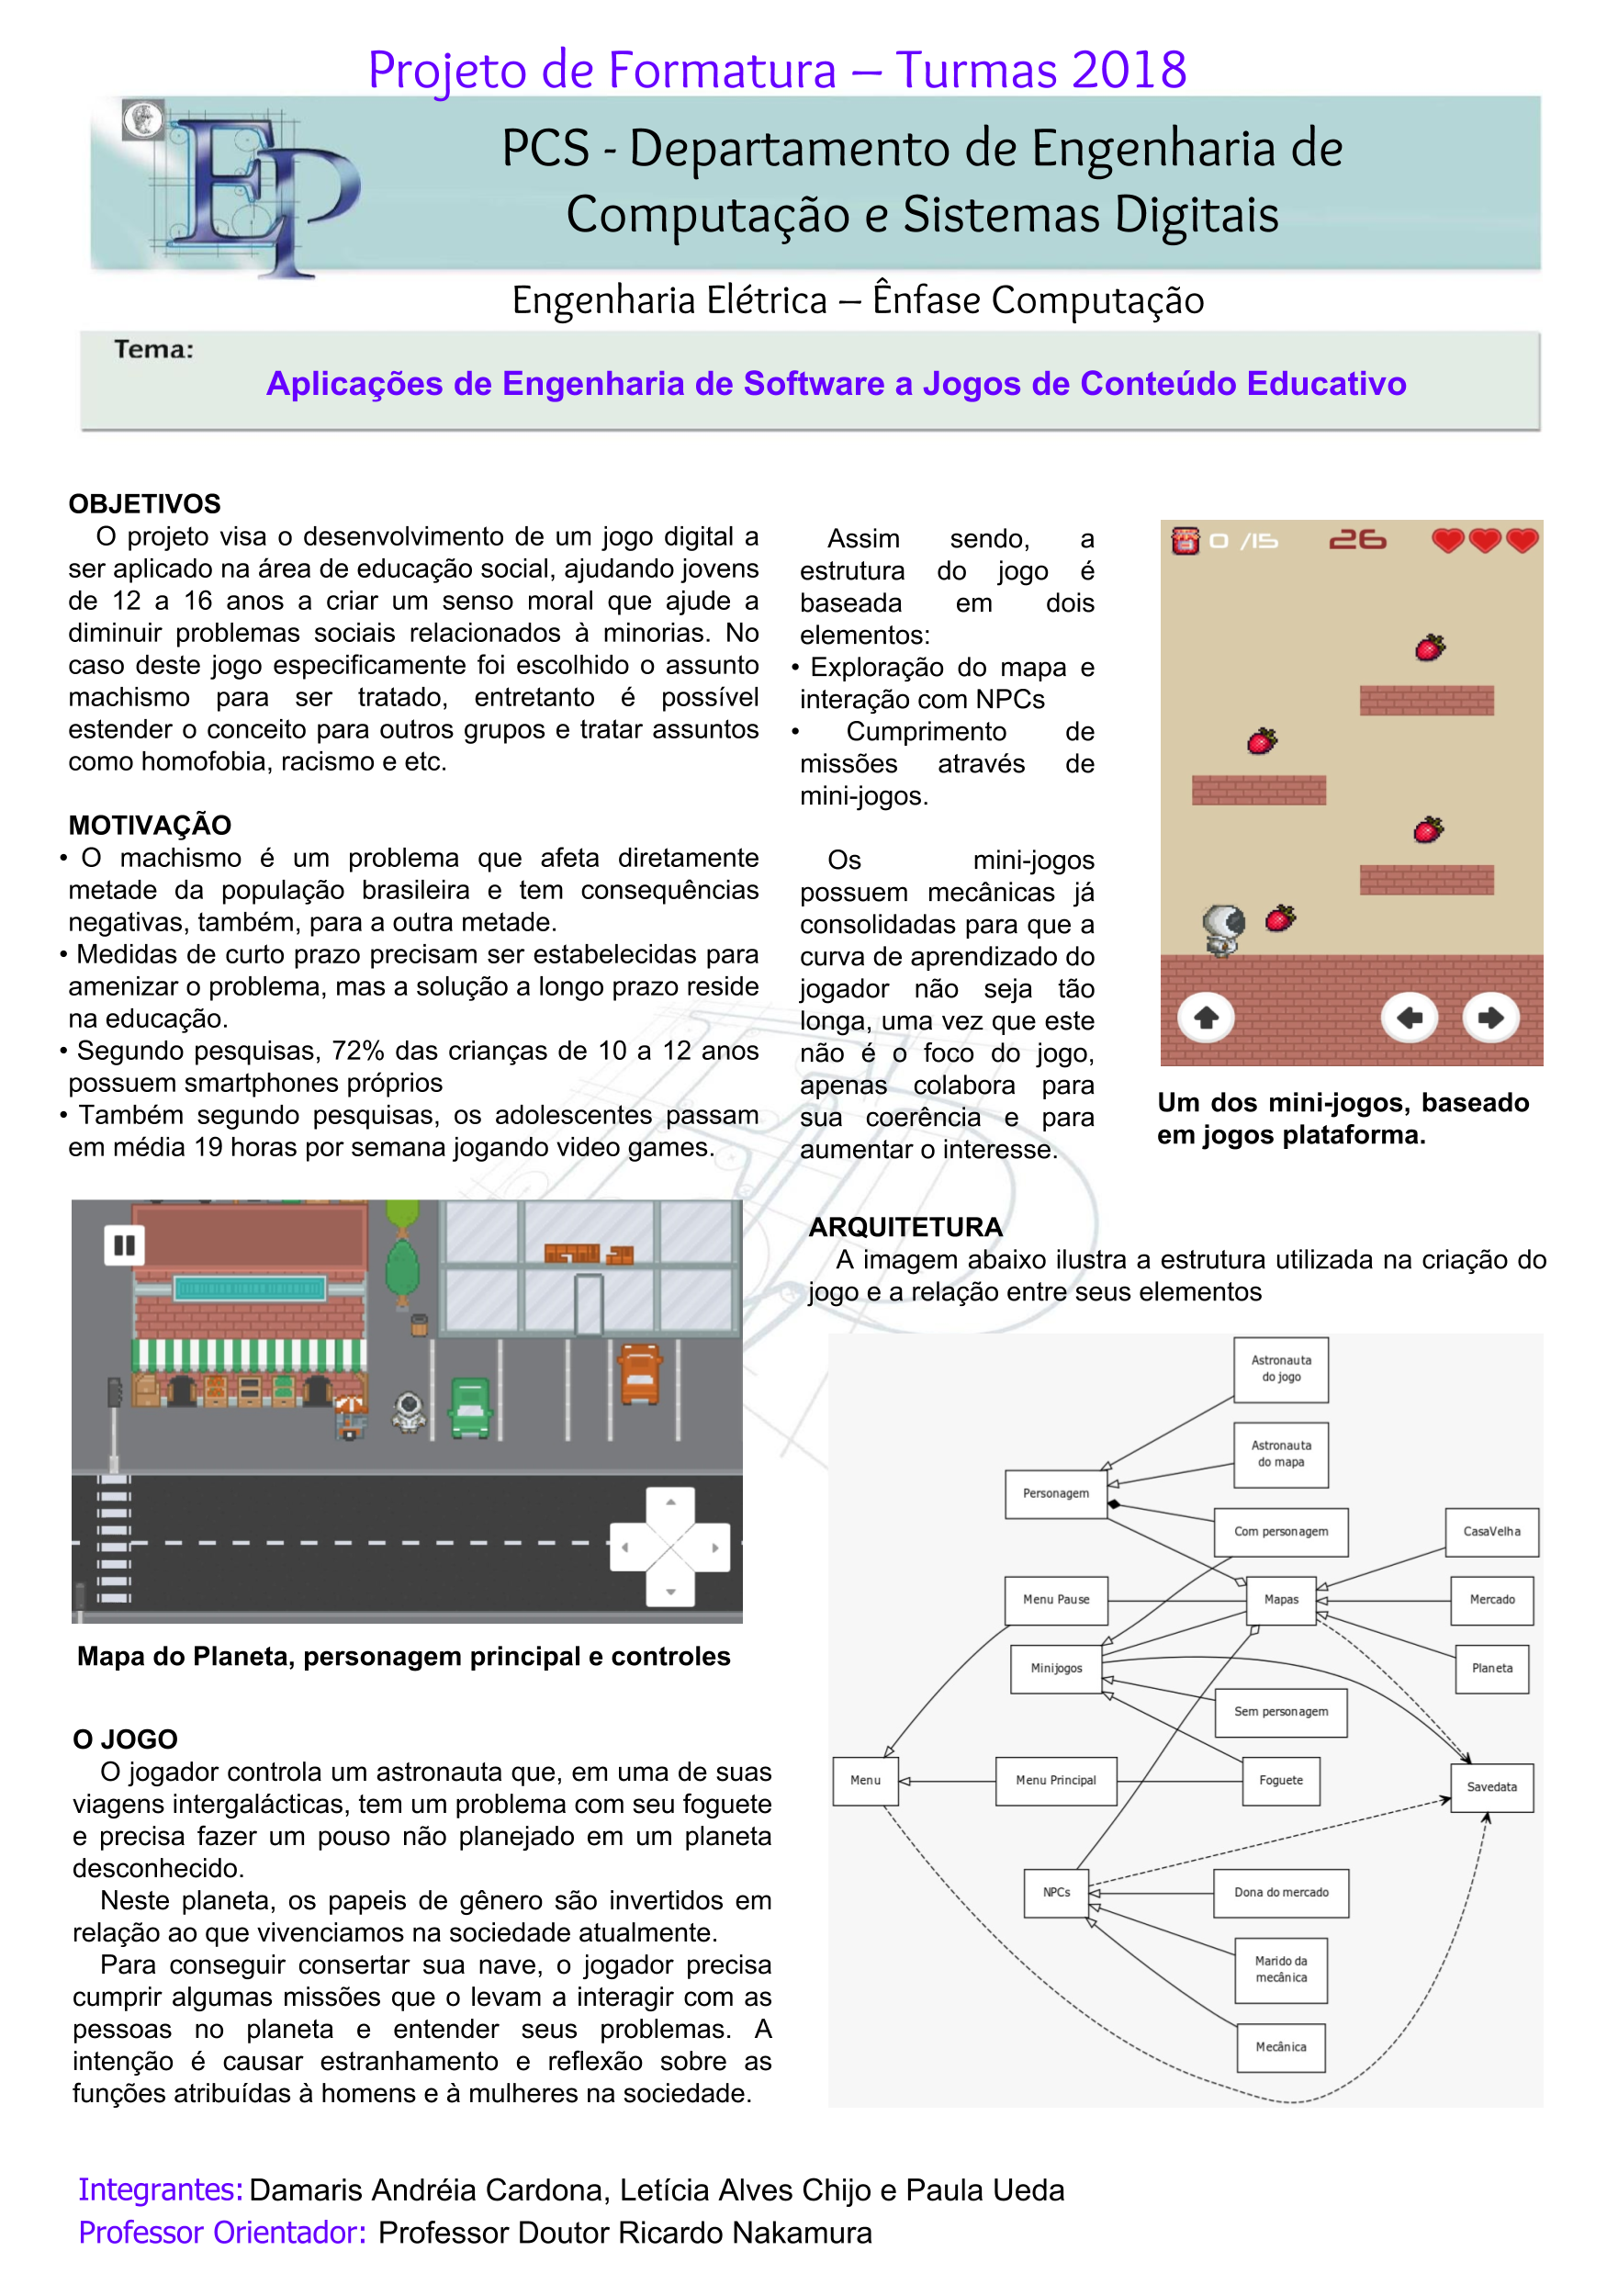 Projeto de Formatura – Turmas 2018
PCS - Departamento de Engenharia de
Computação e Sistemas Digitais
EP
Engenharia Elétrica – Ênfase Computação
Tema:
Aplicações de Engenharia de Software a Jogos de Conteúdo Educativo
OBJETIVOS
O projeto visa o desenvolvimento de um jogo digital a
ser aplicado na área de educação social, ajudando jovens
de 12 a 16 anos a criar um senso moral que ajude a
diminuir problemas sociais relacionados à minorias. No
caso deste jogo especificamente foi escolhido o assunto
machismo para ser tratado, entretanto é possível
estender o conceito para outros grupos e tratar assuntos
como homofobia, racismo e etc.
MOTIVAÇÃO
• O machismo é um problema que afeta diretamente
metade da população brasileira e tem consequências
negativas, também, para a outra metade.
• Medidas de curto prazo precisam ser estabelecidas para
amenizar o problema, mas a solução a longo prazo reside
na educação.
• Segundo pesquisas, 72% das crianças de 10 a 12 anos
possuem smartphones próprios
• Também segundo pesquisas, os adolescentes passam
em média 19 horas por semana jogando video games.
Mapa do Planeta, personagem principal e controles
O JOGO
O jogador controla um astronauta que, em uma de suas
viagens intergalácticas, tem um problema com seu foguete
e precisa fazer um pouso não planejado em um planeta
desconhecido.
Neste planeta, os papeis de gênero são invertidos em
relação ao que vivenciamos na sociedade atualmente.
Para conseguir consertar sua nave, o jogador precisa
cumprir algumas missões que o levam a interagir com as
pessoas no planeta e entender seus problemas. A
intenção é causar estranhamento e reflexão sobre as
funções atribuídas à homens e à mulheres na sociedade.
Assim sendo, a
estrutura do jogo é
baseada em dois
elementos:
• Exploração do mapa e
interação com NPCs
• Cumprimento de
missões através de
mini-jogos.
Os mini-jogos
possuem mecânicas já
consolidadas para que a
curva de aprendizado do
jogador não seja tão
longa, uma vez que este
não é o foco do jogo,
apenas colabora para
sua coerência e para
aumentar o interesse.
0 /15 26
Um dos mini-jogos, baseado
em jogos plataforma.
ARQUITETURA
A imagem abaixo ilustra a estrutura utilizada na criação do
jogo e a relação entre seus elementos
Astronauta
do jogo
Astronauta
do mapa
Personagem
Com personagem
CasaVelha
Menu Pause
Mapas
Mercado
Minijogos
Planeta
Sem personagem
Menu
Menu Principal
Foguete
Savedata
NPCs
Dona do mercado
Marido da
mecânica
Mecânica
Integrantes: Damaris Andréia Cardona, Letícia Alves Chijo e Paula Ueda
Professor Orientador: Professor Doutor Ricardo Nakamura